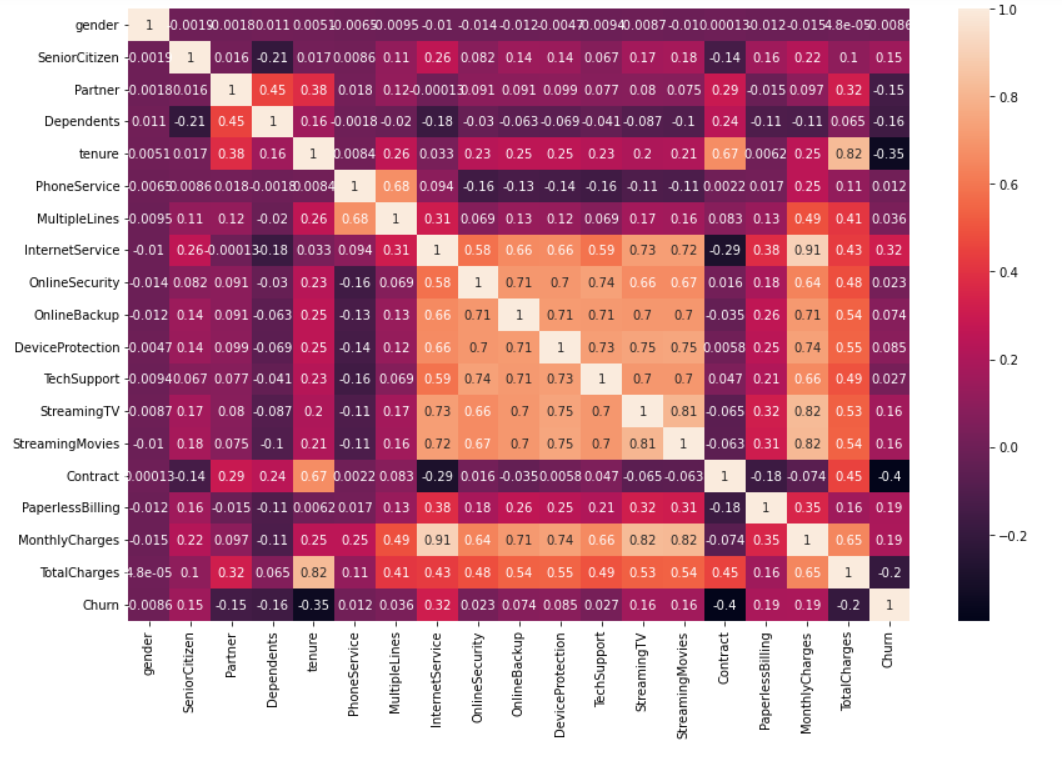 gender 1 -0.0019 -0.0018 0.011 0.0051 -0.0065 -0.0095 -0.01 -0.014 -0.012 -0.0047 -0.0094 -0.0087 -0.01 0.00013 -0.012 -0.015 4.8e-05 -0.0086
SeniorCitizen -0.0019 1 0.016 -0.21 0.017 0.0086 0.11 0.26 0.082 0.14 0.14 0.067 0.17 0.18 -0.14 0.16 0.22 0.1 0.15
Partner -0.0018 0.016 1 0.45 0.38 0.018 0.12 -0.00013 0.091 0.091 0.099 0.077 0.08 0.075 0.29 -0.015 0.097 0.32 -0.15
Dependents 0.011 -0.21 0.45 1 0.16 -0.0018 -0.02 -0.18 -0.03 -0.063 -0.069 -0.041 -0.087 -0.1 0.24 -0.11 -0.11 0.065 -0.16
tenure 0.0051 0.017 0.38 0.16 1 0.0084 0.26 0.033 0.23 0.25 0.25 0.23 0.2 0.21 0.67 0.0062 0.25 0.82 -0.35
PhoneService -0.0065 0.0086 0.018 -0.0018 0.0084 1 0.68 0.094 -0.16 -0.13 -0.14 -0.16 -0.11 -0.11 0.0022 0.017 0.25 0.11 0.012
MultipleLines -0.0095 0.11 0.12 -0.02 0.26 0.68 1 0.31 0.069 0.13 0.12 0.069 0.17 0.16 0.083 0.13 0.49 0.41 0.036
InternetService -0.01 0.26 -0.00013 -0.18 0.033 0.094 0.31 1 0.58 0.66 0.66 0.59 0.73 0.72 -0.29 0.38 0.91 0.43 0.32
OnlineSecurity -0.014 0.082 0.091 -0.03 0.23 -0.16 0.069 0.58 1 0.71 0.7 0.74 0.66 0.67 0.016 0.18 0.64 0.48 0.023
OnlineBackup -0.012 0.14 0.091 -0.063 0.25 -0.13 0.13 0.66 0.71 1 0.71 0.71 0.7 0.7 -0.035 0.26 0.71 0.54 0.074
DeviceProtection -0.0047 0.14 0.099 -0.069 0.25 -0.14 0.12 0.66 0.7 0.71 1 0.73 0.75 0.75 0.0058 0.25 0.74 0.55 0.085
TechSupport -0.0094 0.067 0.077 -0.041 0.23 -0.16 0.069 0.59 0.74 0.71 0.73 1 0.7 0.7 0.047 0.21 0.66 0.49 0.027
StreamingTV -0.0087 0.17 0.08 -0.087 0.2 -0.11 0.17 0.73 0.66 0.7 0.75 0.7 1 0.81 -0.065 0.32 0.82 0.53 0.16
StreamingMovies -0.01 0.18 0.075 -0.1 0.21 -0.11 0.16 0.72 0.67 0.7 0.75 0.7 0.81 1 -0.063 0.31 0.82 0.54 0.16
Contract 0.00013 -0.14 0.29 0.24 0.67 0.0022 0.083 -0.29 0.016 -0.035 0.0058 0.047 -0.065 -0.063 1 -0.18 -0.074 0.45 -0.4
PaperlessBilling -0.012 0.16 -0.015 -0.11 0.0062 0.017 0.13 0.38 0.18 0.26 0.25 0.21 0.32 0.31 -0.18 1 0.35 0.16 0.19
MonthlyCharges -0.015 0.22 0.097 -0.11 0.25 0.25 0.49 0.91 0.64 0.71 0.74 0.66 0.82 0.82 -0.074 0.35 1 0.65 0.19
TotalCharges 4.8e-05 0.1 0.32 0.065 0.82 0.11 0.41 0.43 0.48 0.54 0.55 0.49 0.53 0.54 0.45 0.16 0.65 1 -0.2
Churn -0.0086 0.15 -0.15 -0.16 -0.35 0.012 0.036 0.32 0.023 0.074 0.085 0.027 0.16 0.16 -0.4 0.19 0.19 -0.2 1
gender
SeniorCitizen
Partner
Dependents
tenure
PhoneService
MultipleLines
InternetService
OnlineSecurity
OnlineBackup
DeviceProtection
TechSupport
StreamingTV
StreamingMovies
Contract
PaperlessBilling
MonthlyCharges
TotalCharges
Churn
1.0
0.8
0.6
0.4
0.2
0.0
−0.2